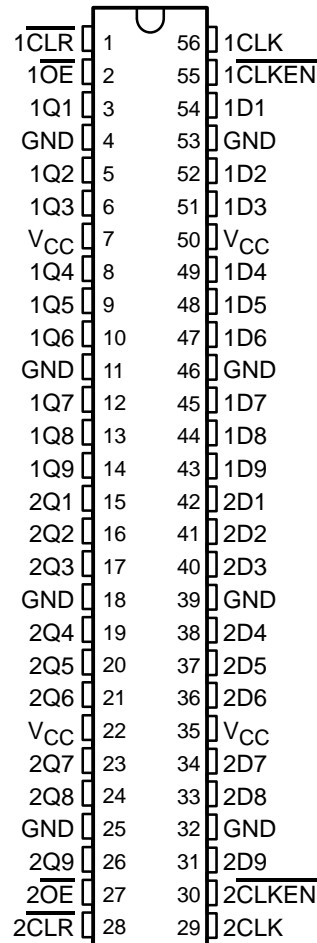 1CLR 1 56 1CLK
1OE 2 55 1CLKEN
1Q1 3 54 1D1
GND 4 53 GND
1Q2 5 52 1D2
1Q3 6 51 1D3
VCC 7 50 VCC
1Q4 8 49 1D4
1Q5 9 48 1D5
1Q6 10 47 1D6
GND 11 46 GND
1Q7 12 45 1D7
1Q8 13 44 1D8
1Q9 14 43 1D9
2Q1 15 42 2D1
2Q2 16 41 2D2
2Q3 17 40 2D3
GND 18 39 GND
2Q4 19 38 2D4
2Q5 20 37 2D5
2Q6 21 36 2D6
VCC 22 35 VCC
2Q7 23 34 2D7
2Q8 24 33 2D8
GND 25 32 GND
2Q9 26 31 2D9
2OE 27 30 2CLKEN
2CLR 28 29 2CLK